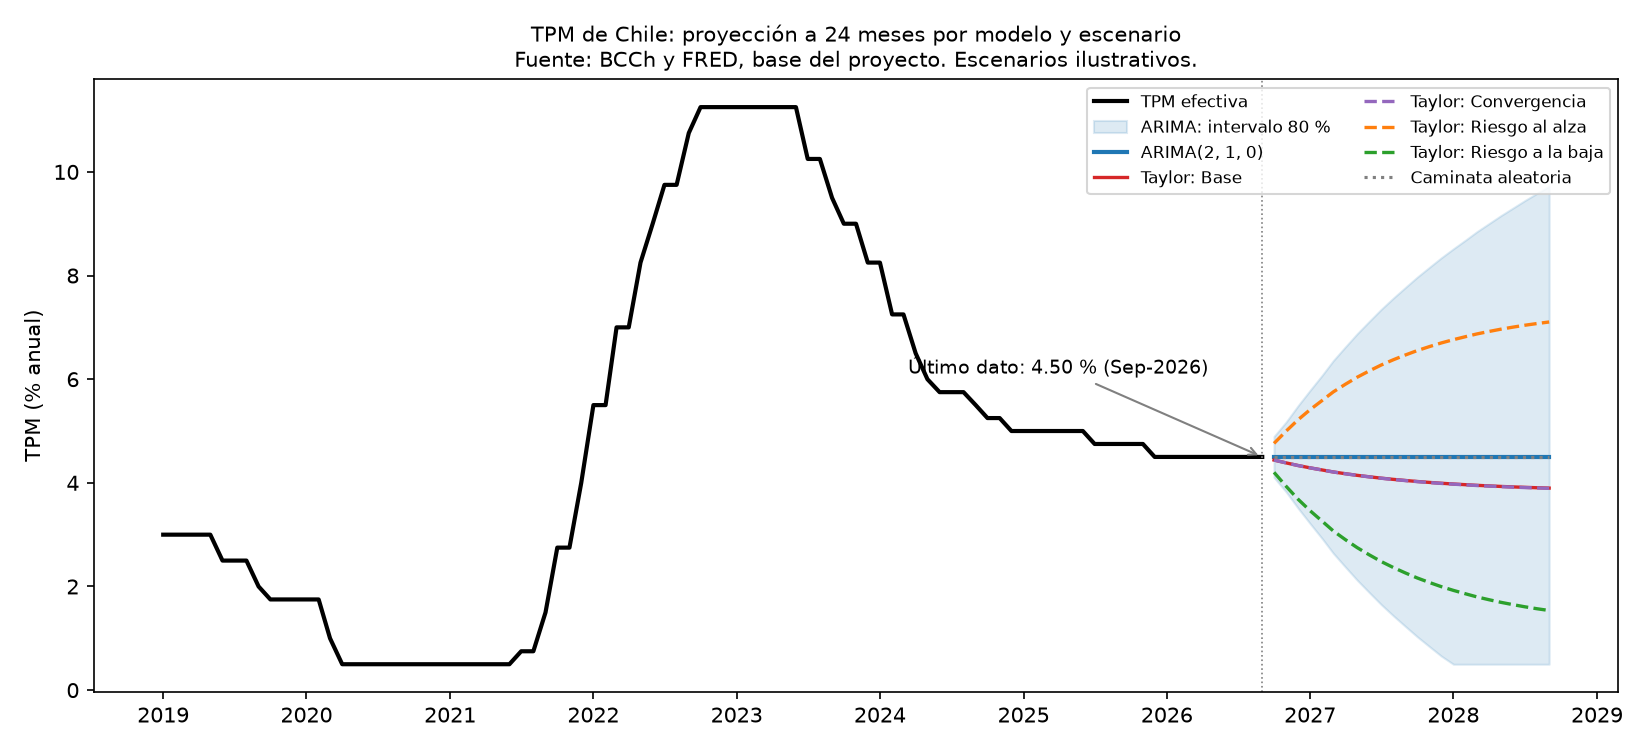 TPM de Chile: proyección a 24 meses por modelo y escenario
Fuente: BCCh y FRED, base del proyecto. Escenarios ilustrativos.
TPM (% anual)
10
8
6
4
2
0
TPM efectiva
ARIMA: intervalo 80 %
ARIMA(2, 1, 0)
Taylor: Base
Taylor: Convergencia
Taylor: Riesgo al alza
Taylor: Riesgo a la baja
Caminata aleatoria
Último dato: 4.50 % (Sep-2026)
2019
2020
2021
2022
2023
2024
2025
2026
2027
2028
2029